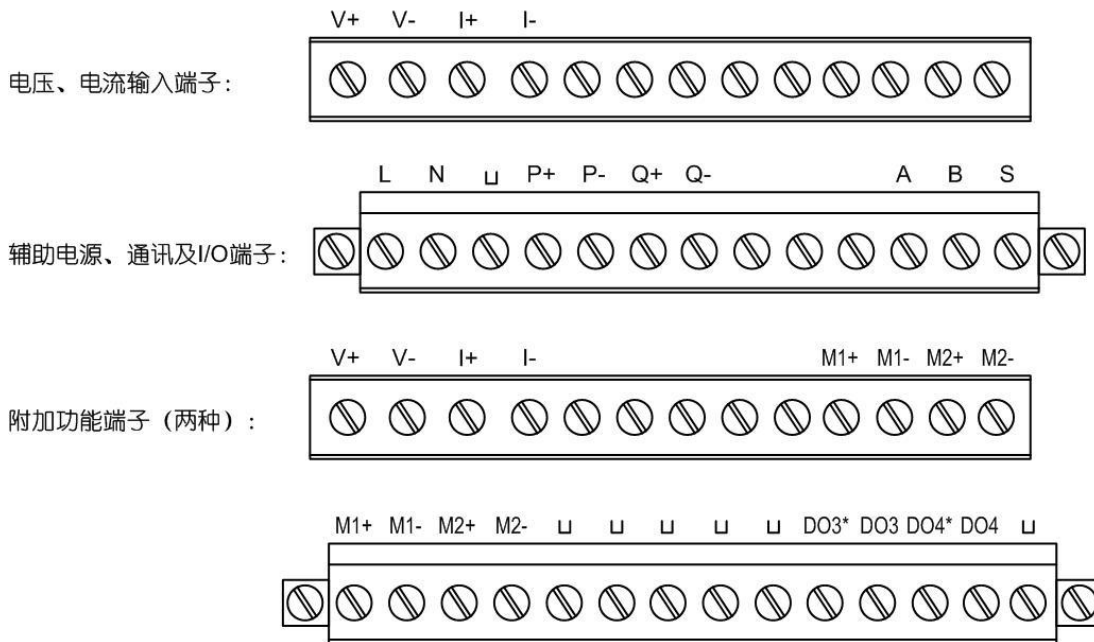 V+ V- I+ I-
电压、电流输入端子:
L N ⊔ P+ P- Q+ Q- A B S
辅助电源、通讯及I/O端子:
V+ V- I+ I- M1+ M1- M2+ M2-
附加功能端子（两种）:
M1+ M1- M2+ M2- ⊔ ⊔ ⊔ ⊔ ⊔ DO3* DO3 DO4* DO4 ⊔